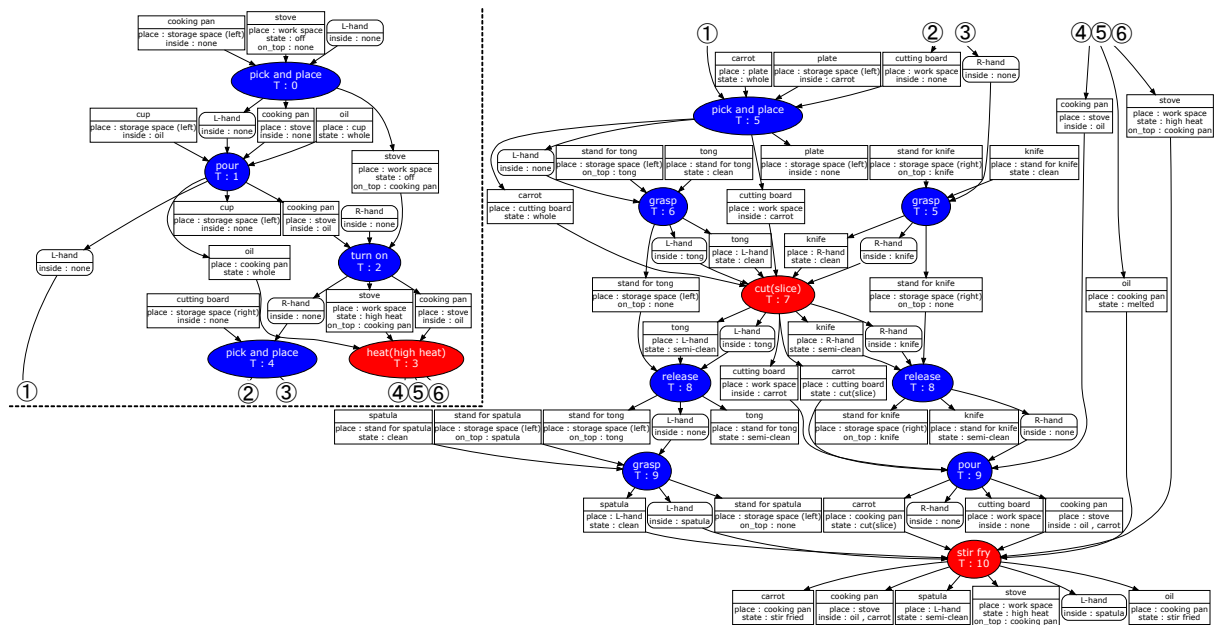 cooking pan
place : storage space (left)
inside : none
stove
place : work space
state : off
on_top : none
L-hand
inside : none
pick and place
T : 0
cup
place : storage space (left)
inside : oil
L-hand
inside : none
cooking pan
place : stove
inside : none
oil
place : cup
state : whole
pour
T : 1
stove
place : work space
state : off
on_top : cooking pan
cup
place : storage space (left)
inside : none
cooking pan
place : stove
inside : oil
R-hand
inside : none
L-hand
inside : none
oil
place : cooking pan
state : whole
turn on
T : 2
cutting board
place : storage space (right)
inside : none
R-hand
inside : none
stove
place : work space
state : high heat
on_top : cooking pan
cooking pan
place : stove
inside : oil
pick and place
T : 4
heat(high heat)
T : 3
① ② ③ ④ ⑤ ⑥
① ② ③ ④ ⑤ ⑥
carrot
place : plate
state : whole
plate
place : storage space (left)
inside : carrot
cutting board
place : work space
inside : none
R-hand
inside : none
cooking pan
place : stove
inside : oil
stove
place : work space
state : high heat
on_top : cooking pan
pick and place
T : 5
L-hand
inside : none
stand for tong
place : storage space (left)
on_top : tong
tong
place : stand for tong
state : clean
plate
place : storage space (left)
inside : none
stand for knife
place : storage space (right)
on_top : knife
knife
place : stand for knife
state : clean
carrot
place : cutting board
state : whole
grasp
T : 6
cutting board
place : work space
inside : carrot
grasp
T : 5
L-hand
inside : tong
tong
place : L-hand
state : clean
knife
place : R-hand
state : clean
R-hand
inside : knife
stand for tong
place : storage space (left)
on_top : none
cut(slice)
T : 7
stand for knife
place : storage space (right)
on_top : none
oil
place : cooking pan
state : melted
tong
place : L-hand
state : semi-clean
L-hand
inside : tong
knife
place : R-hand
state : semi-clean
R-hand
inside : knife
release
T : 8
cutting board
place : work space
inside : carrot
carrot
place : cutting board
state : cut(slice)
release
T : 8
spatula
place : stand for spatula
state : clean
stand for spatula
place : storage space (left)
on_top : spatula
stand for tong
place : storage space (left)
on_top : tong
L-hand
inside : none
tong
place : stand for tong
state : semi-clean
stand for knife
place : storage space (right)
on_top : knife
knife
place : stand for knife
state : semi-clean
R-hand
inside : none
grasp
T : 9
pour
T : 9
spatula
place : L-hand
state : clean
L-hand
inside : spatula
stand for spatula
place : storage space (left)
on_top : none
carrot
place : cooking pan
state : cut(slice)
R-hand
inside : none
cutting board
place : work space
inside : none
cooking pan
place : stove
inside : oil , carrot
stir fry
T : 10
carrot
place : cooking pan
state : stir fried
cooking pan
place : stove
inside : oil , carrot
spatula
place : L-hand
state : semi-clean
stove
place : work space
state : high heat
on_top : cooking pan
L-hand
inside : spatula
oil
place : cooking pan
state : stir fried